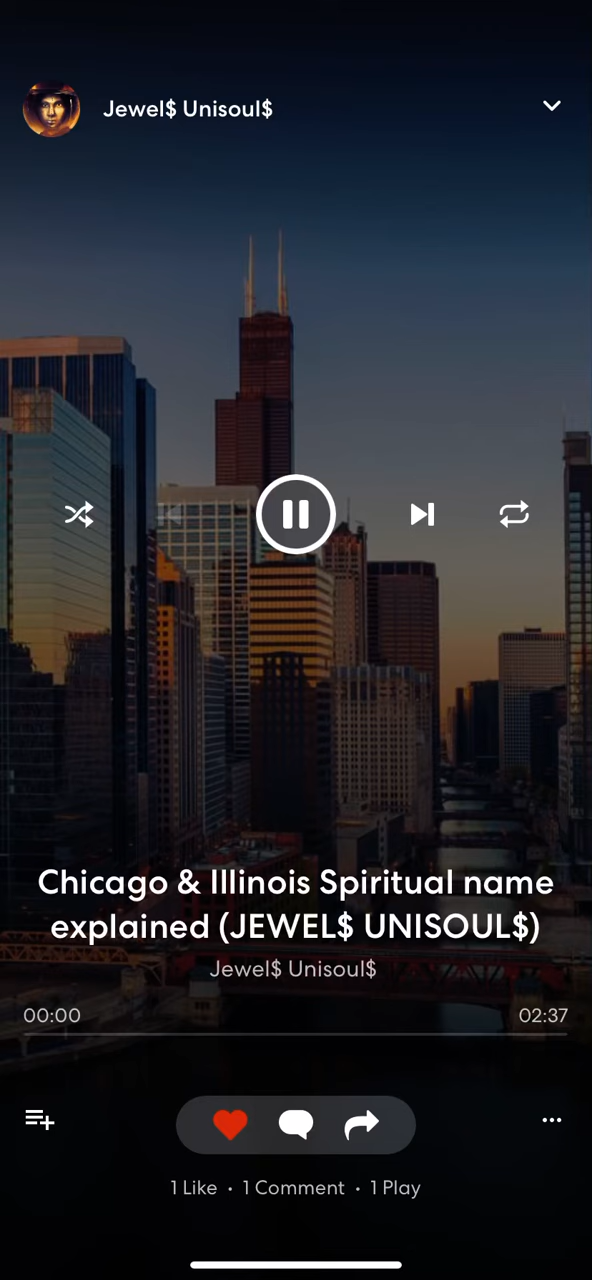 Jewel$ Unisoul$
Chicago & Illinois Spiritual name
explained (JEWEL$ UNISOUL$)
Jewel$ Unisoul$
00:00 02:37
1 Like • 1 Comment • 1 Play